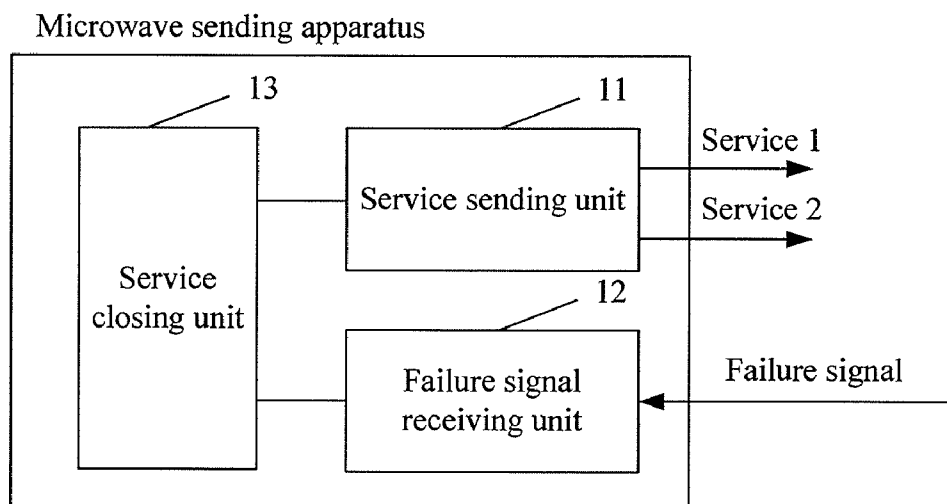 Microwave sending apparatus
13
11
Service 1
Service sending unit
Service 2
Service
closing unit
12
Failure signal
receiving unit
Failure signal